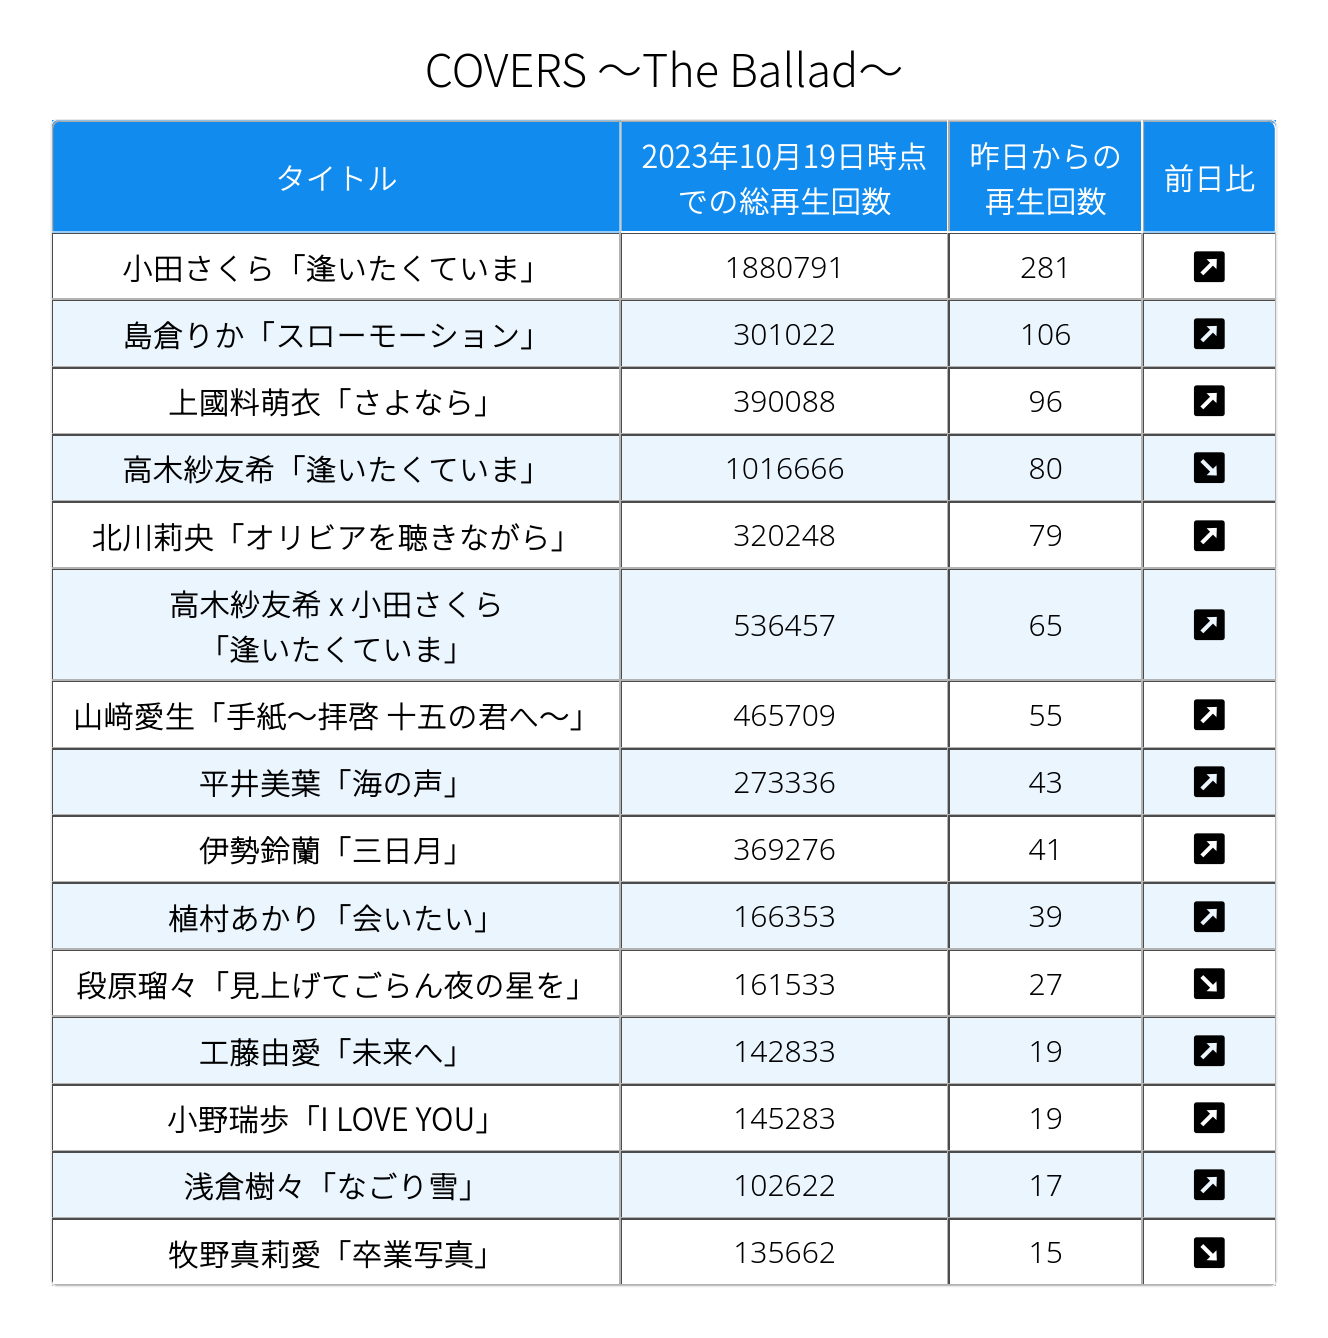 COVERS ～The Ballad～
タイトル
2023年10月19日時点
での総再生回数
昨日からの
再生回数
前日比
小田さくら「逢いたくていま」 1880791 281 ↗
島倉りか「スローモーション」 301022 106 ↗
上國料萌衣「さよなら」 390088 96 ↗
高木紗友希「逢いたくていま」 1016666 80 ↘
北川莉央「オリビアを聴きながら」 320248 79 ↗
高木紗友希 x 小田さくら
「逢いたくていま」 536457 65 ↗
山﨑愛生「手紙～拝啓 十五の君へ～」 465709 55 ↗
平井美葉「海の声」 273336 43 ↗
伊勢鈴蘭「三日月」 369276 41 ↗
植村あかり「会いたい」 166353 39 ↗
段原瑠々「見上げてごらん夜の星を」 161533 27 ↘
工藤由愛「未来へ」 142833 19 ↗
小野瑞歩「I LOVE YOU」 145283 19 ↗
浅倉樹々「なごり雪」 102622 17 ↗
牧野真莉愛「卒業写真」 135662 15 ↘